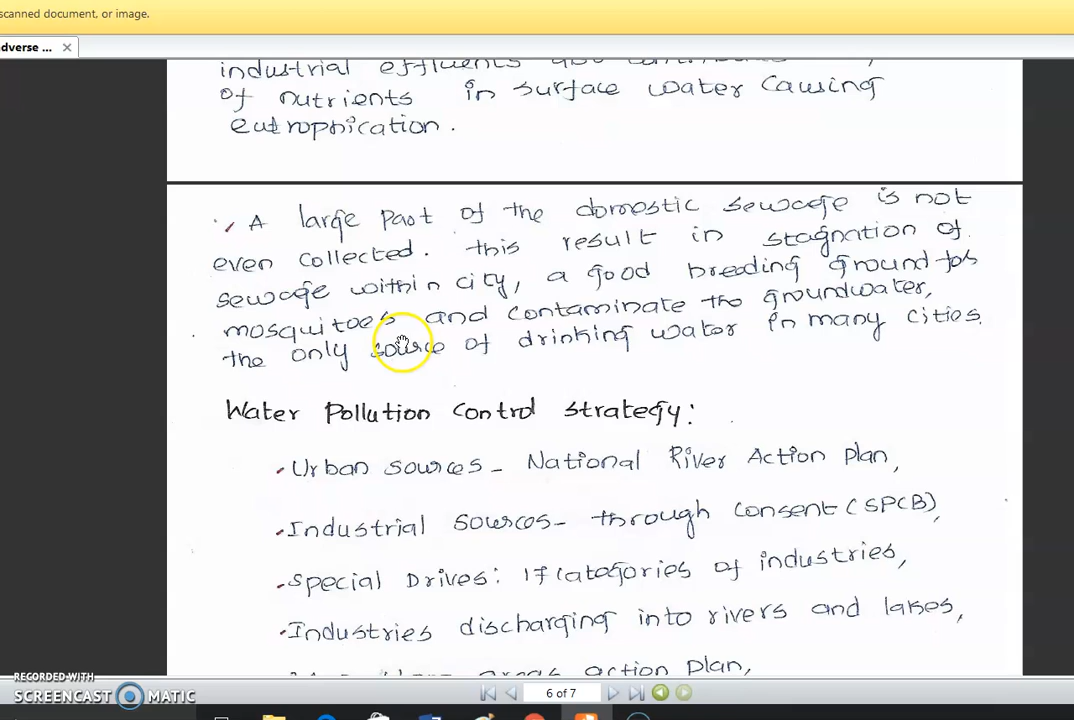 scanned document, or image.
dverse ...
industrial effluents
of nutrients in surface water causing
eutrophication.
A large part of the domestic sewage is not
even collected. this result in stagnation of
sewage within city, a good breeding ground for
mosquitoes and contaminate the groundwater,
the only source of drinking water in many cities.
Water Pollution Control Strategy:
Urban sources- National River Action Plan,
Industrial sources- through consent (SPCB),
Special Drives: 17 categories of industries,
Industries discharging into rivers and lakes,
areas action plan,
RECORDED WITH
SCREENCAST MATIC
6 of 7